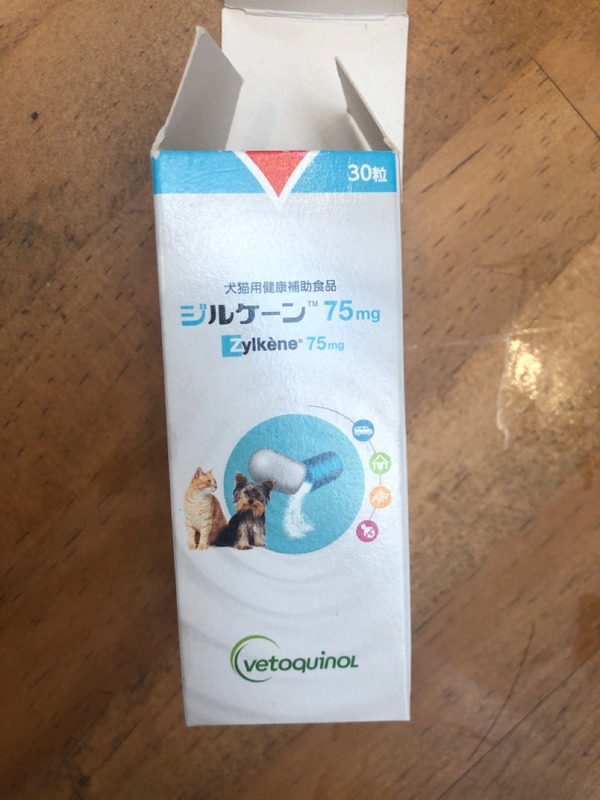 30粒
犬猫用健康補助食品
ジルケーン™ 75mg
Zylkène® 75mg
vetoquinol